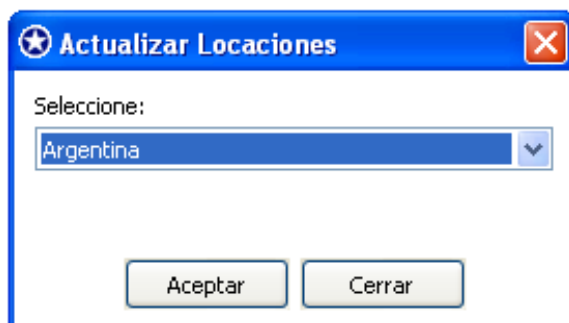 Actualizar Locaciones
Seleccione:
Argentina
Aceptar Cerrar